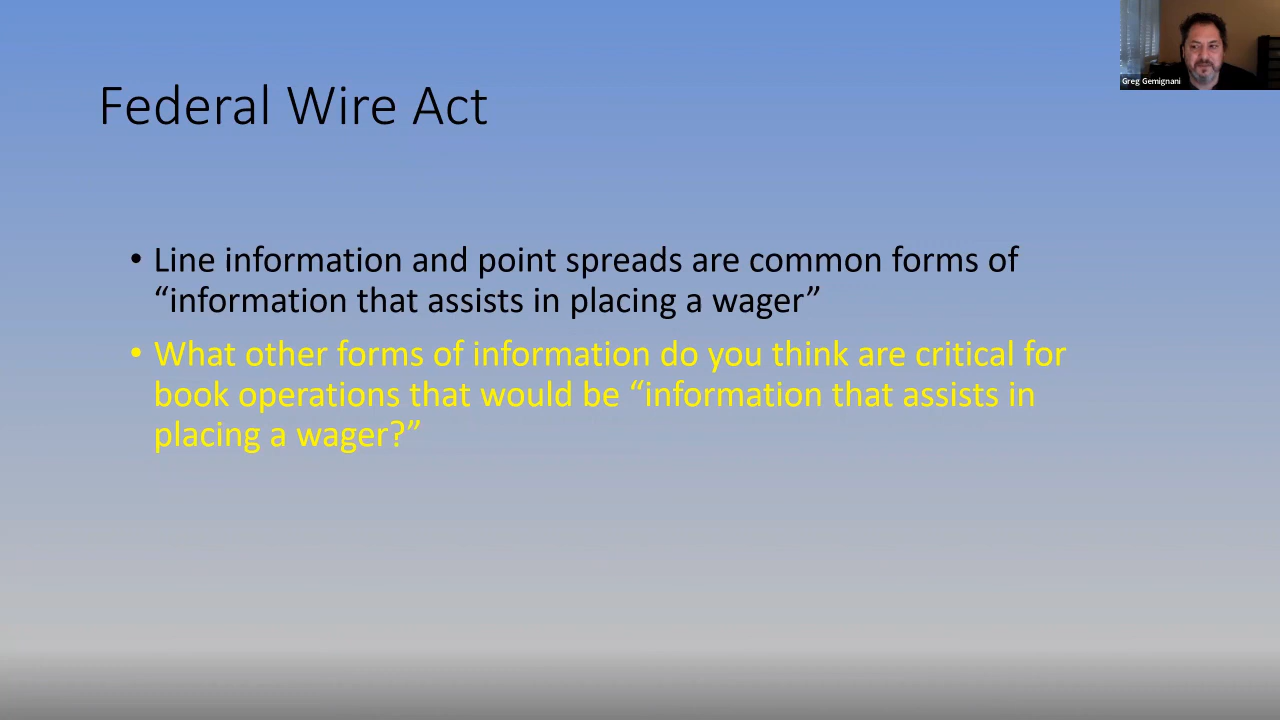 Greg Gemignani
Federal Wire Act
• Line information and point spreads are common forms of
“information that assists in placing a wager”
• What other forms of information do you think are critical for
book operations that would be “information that assists in
placing a wager?”